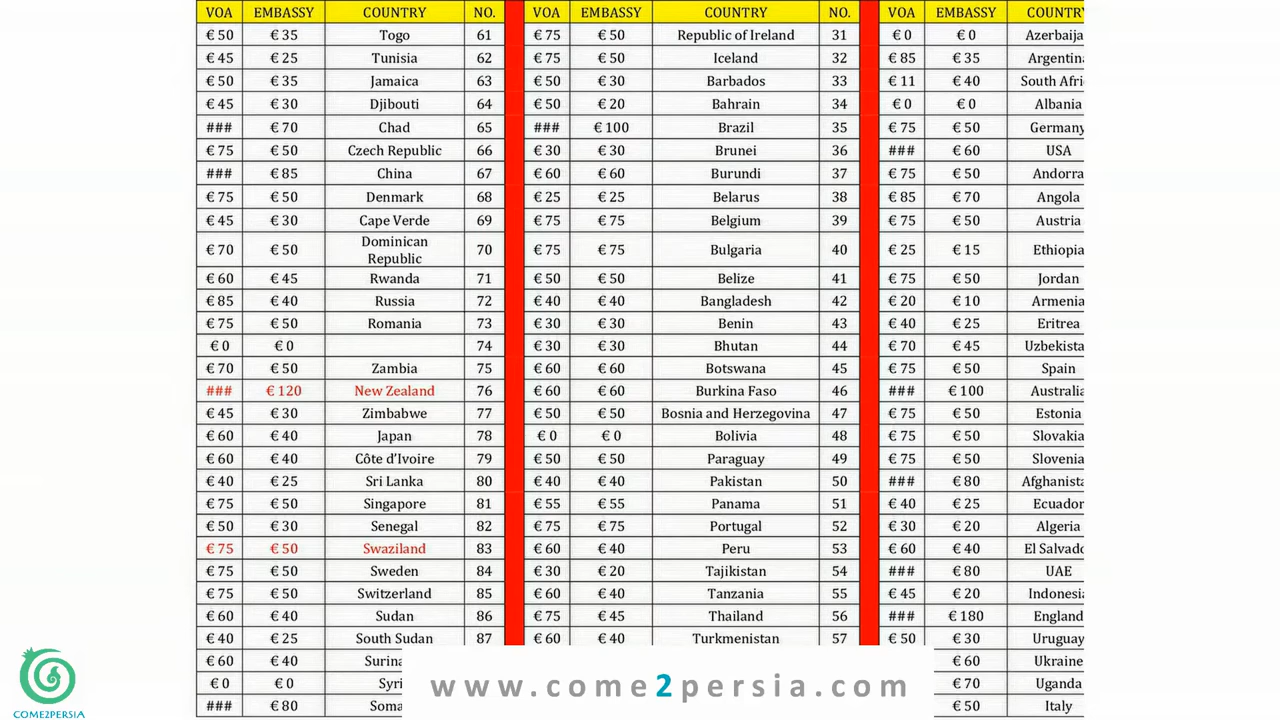 VOA EMBASSY COUNTRY NO. VOA EMBASSY COUNTRY NO. VOA EMBASSY COUNTRY
€ 50 € 35 Togo 61 € 75 € 50 Republic of Ireland 31 € 0 € 0 Azerbaija
€ 45 € 25 Tunisia 62 € 75 € 50 Iceland 32 € 85 € 35 Argentin
€ 50 € 35 Jamaica 63 € 50 € 30 Barbados 33 € 11 € 40 South Afri
€ 45 € 30 Djibouti 64 € 50 € 20 Bahrain 34 € 0 € 0 Albania
### € 70 Chad 65 ### € 100 Brazil 35 € 75 € 50 Germany
€ 75 € 50 Czech Republic 66 € 30 € 30 Brunei 36 ### € 60 USA
### € 85 China 67 € 60 € 60 Burundi 37 € 75 € 50 Andorra
€ 75 € 50 Denmark 68 € 25 € 25 Belarus 38 € 85 € 70 Angola
€ 45 € 30 Cape Verde 69 € 75 € 75 Belgium 39 € 75 € 50 Austria
€ 70 € 50 Dominican Republic 70 € 75 € 75 Bulgaria 40 € 25 € 15 Ethiopia
€ 60 € 45 Rwanda 71 € 50 € 50 Belize 41 € 75 € 50 Jordan
€ 85 € 40 Russia 72 € 40 € 40 Bangladesh 42 € 20 € 10 Armenia
€ 75 € 50 Romania 73 € 30 € 30 Benin 43 € 40 € 25 Eritrea
€ 0 € 0 74 € 30 € 30 Bhutan 44 € 70 € 45 Uzbekista
€ 70 € 50 Zambia 75 € 60 € 60 Botswana 45 € 75 € 50 Spain
### € 120 New Zealand 76 € 60 € 60 Burkina Faso 46 ### € 100 Australia
€ 45 € 30 Zimbabwe 77 € 50 € 50 Bosnia and Herzegovina 47 € 75 € 50 Estonia
€ 60 € 40 Japan 78 € 0 € 0 Bolivia 48 € 75 € 50 Slovakia
€ 60 € 40 Côte d'Ivoire 79 € 50 € 50 Paraguay 49 € 75 € 50 Slovenia
€ 40 € 25 Sri Lanka 80 € 40 € 40 Pakistan 50 ### € 80 Afghanista
€ 75 € 50 Singapore 81 € 55 € 55 Panama 51 € 40 € 25 Ecuador
€ 50 € 30 Senegal 82 € 75 € 75 Portugal 52 € 30 € 20 Algeria
€ 75 € 50 Swaziland 83 € 60 € 40 Peru 53 € 60 € 40 El Salvado
€ 75 € 50 Sweden 84 € 30 € 20 Tajikistan 54 ### € 80 UAE
€ 75 € 50 Switzerland 85 € 60 € 40 Tanzania 55 € 45 € 20 Indonesia
€ 60 € 40 Sudan 86 € 75 € 45 Thailand 56 ### € 180 England
€ 40 € 25 South Sudan 87 € 60 € 40 Turkmenistan 57 € 50 € 30 Uruguay
€ 60 € 40 Surina € 60 Ukraine
€ 0 € 0 Syri € 70 Uganda
### € 80 Soma € 50 Italy
www.come2persia.com
COME2PERSIA